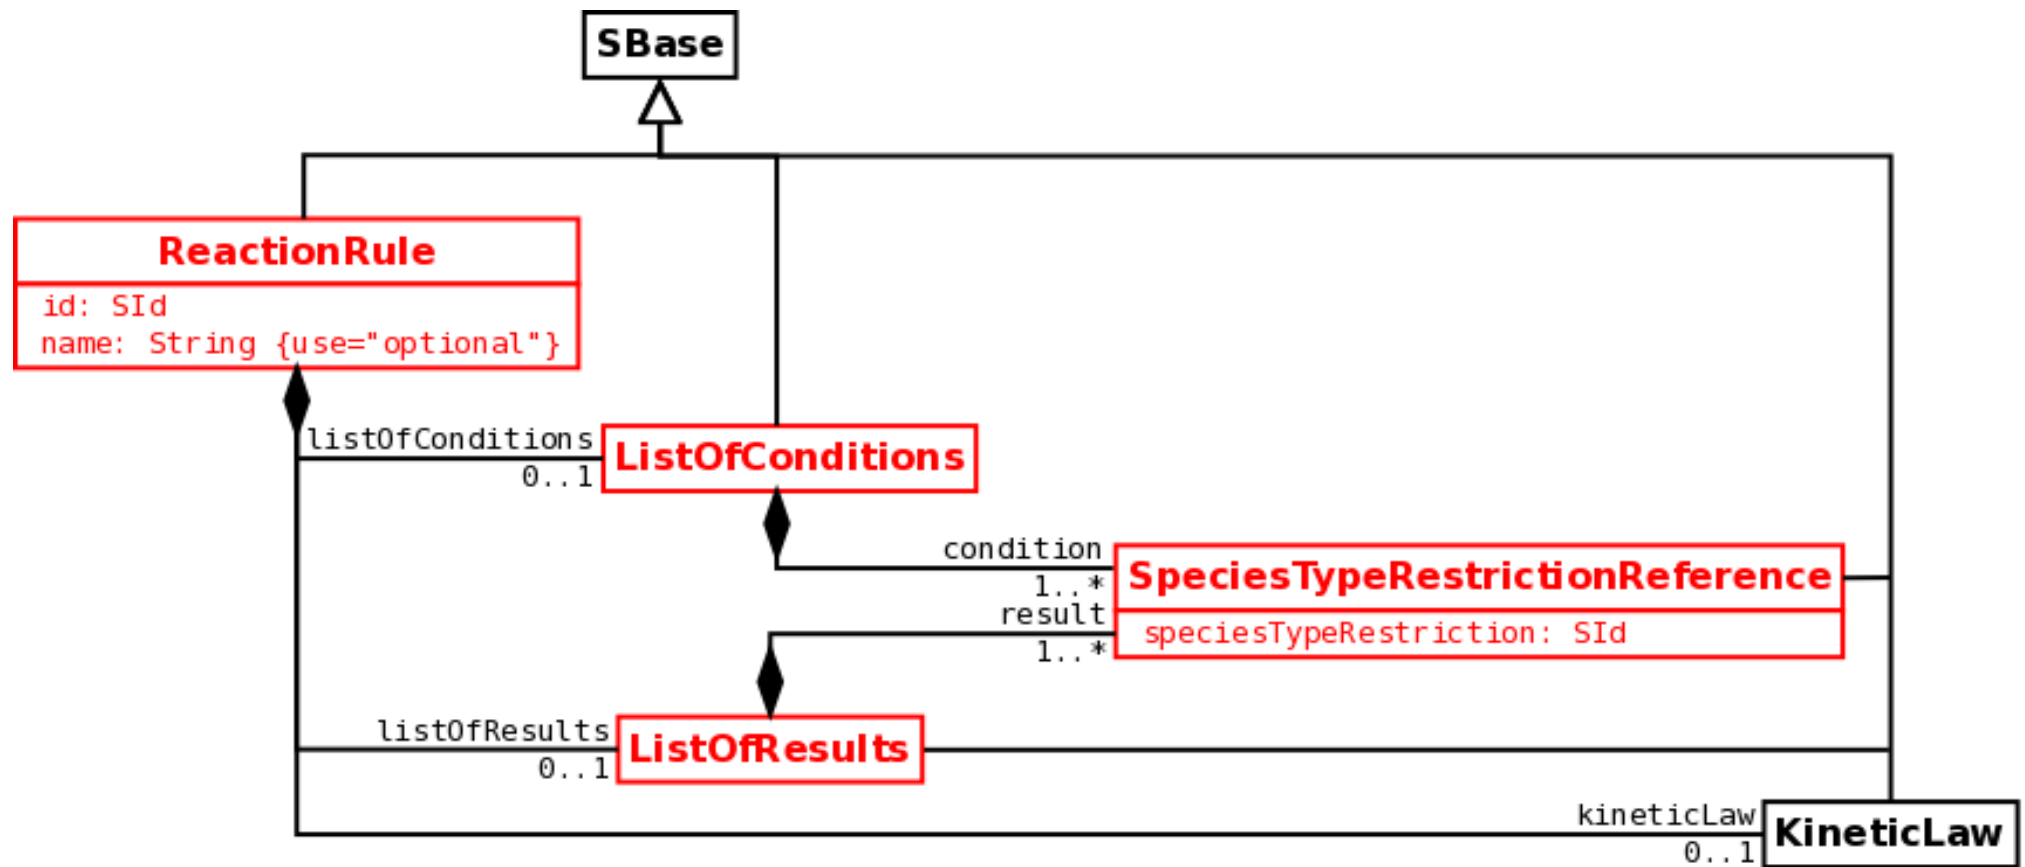 SBase
ReactionRule
id: SId
name: String {use="optional"}
listOfConditions
0..1
ListOfConditions
condition
1..*
SpeciesTypeRestrictionReference
result
speciesTypeRestriction: SId
1..*
listOfResults
0..1
ListOfResults
kineticLaw
0..1
KineticLaw